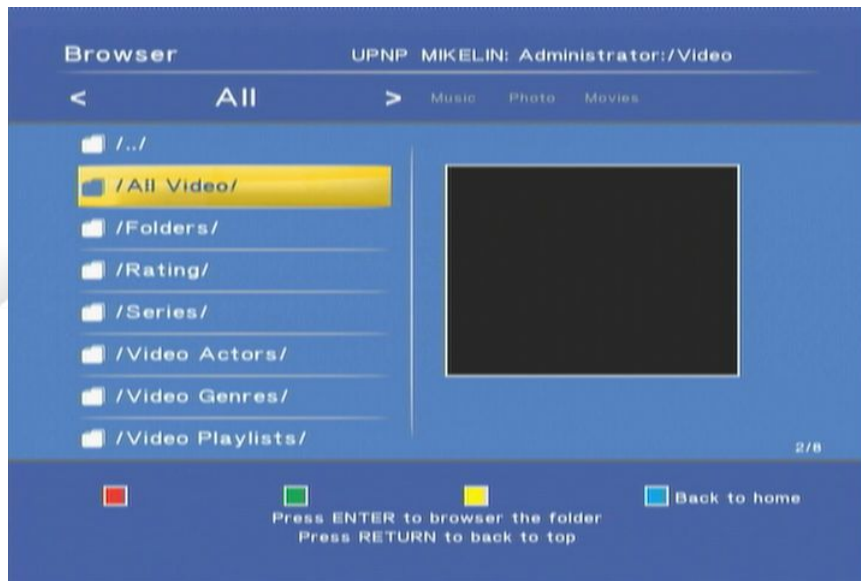 Browser UPNP MIKELIN: Administrator:/Video
< All > Music Photo Movies
/../
/All Video/
/Folders/
/Rating/
/Series/
/Video Actors/
/Video Genres/
/Video Playlists/
2/8
Back to home
Press ENTER to browser the folder
Press RETURN to back to top